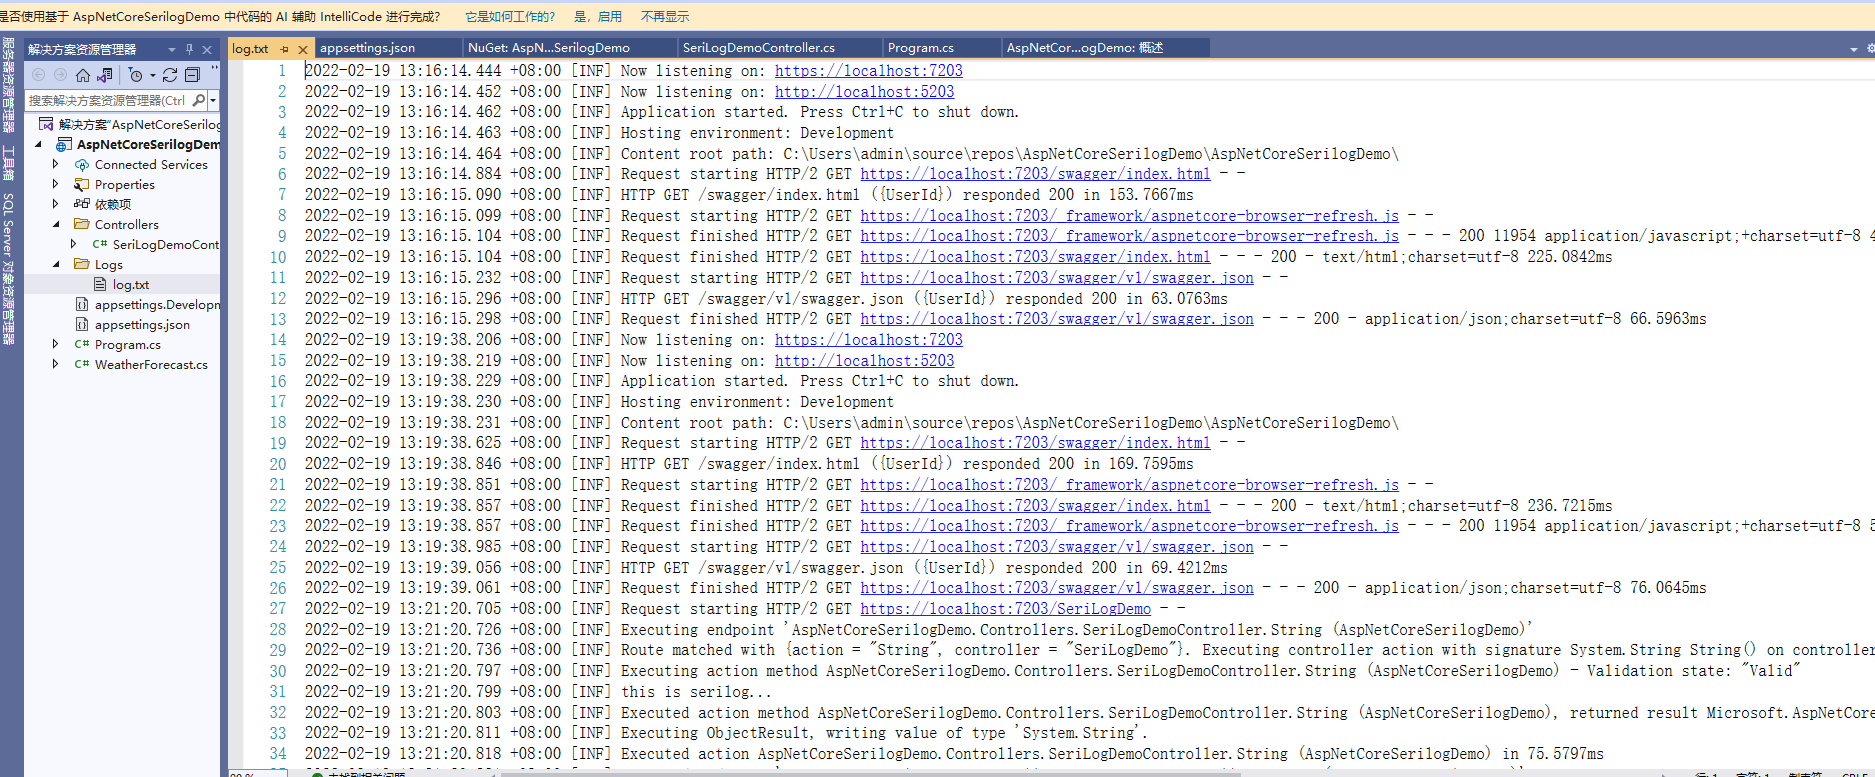 是否使用基于 AspNetCoreSerilogDemo 中代码的 AI 辅助 IntelliCode 进行完成? 它是如何工作的? 是，启用 不再显示
服务器资源管理器
工具箱
SQL Server 对象资源管理器
解决方案资源管理器
搜索解决方案资源管理器(Ctrl
解决方案"AspNetCoreSerilog
AspNetCoreSerilogDem
Connected Services
Properties
依赖项
Controllers
C# SeriLogDemoCont
Logs
log.txt
appsettings.Developn
appsettings.json
C# Program.cs
C# WeatherForecast.cs
log.txt appsettings.json NuGet: AspN...SerilogDemo SeriLogDemoController.cs Program.cs AspNetCor...ogDemo: 概述
1 2022-02-19 13:16:14.444 +08:00 [INF] Now listening on: https://localhost:7203
2 2022-02-19 13:16:14.452 +08:00 [INF] Now listening on: http://localhost:5203
3 2022-02-19 13:16:14.462 +08:00 [INF] Application started. Press Ctrl+C to shut down.
4 2022-02-19 13:16:14.463 +08:00 [INF] Hosting environment: Development
5 2022-02-19 13:16:14.464 +08:00 [INF] Content root path: C:\Users\admin\source\repos\AspNetCoreSerilogDemo\AspNetCoreSerilogDemo\
6 2022-02-19 13:16:14.884 +08:00 [INF] Request starting HTTP/2 GET https://localhost:7203/swagger/index.html - -
7 2022-02-19 13:16:15.090 +08:00 [INF] HTTP GET /swagger/index.html ({UserId}) responded 200 in 153.7667ms
8 2022-02-19 13:16:15.099 +08:00 [INF] Request starting HTTP/2 GET https://localhost:7203/_framework/aspnetcore-browser-refresh.js - -
9 2022-02-19 13:16:15.104 +08:00 [INF] Request finished HTTP/2 GET https://localhost:7203/_framework/aspnetcore-browser-refresh.js - - - 200 11954 application/javascript;+charset=utf-8 4
10 2022-02-19 13:16:15.104 +08:00 [INF] Request finished HTTP/2 GET https://localhost:7203/swagger/index.html - - - 200 - text/html;charset=utf-8 225.0842ms
11 2022-02-19 13:16:15.232 +08:00 [INF] Request starting HTTP/2 GET https://localhost:7203/swagger/v1/swagger.json - -
12 2022-02-19 13:16:15.296 +08:00 [INF] HTTP GET /swagger/v1/swagger.json ({UserId}) responded 200 in 63.0763ms
13 2022-02-19 13:16:15.298 +08:00 [INF] Request finished HTTP/2 GET https://localhost:7203/swagger/v1/swagger.json - - - 200 - application/json;charset=utf-8 66.5963ms
14 2022-02-19 13:19:38.206 +08:00 [INF] Now listening on: https://localhost:7203
15 2022-02-19 13:19:38.219 +08:00 [INF] Now listening on: http://localhost:5203
16 2022-02-19 13:19:38.229 +08:00 [INF] Application started. Press Ctrl+C to shut down.
17 2022-02-19 13:19:38.230 +08:00 [INF] Hosting environment: Development
18 2022-02-19 13:19:38.231 +08:00 [INF] Content root path: C:\Users\admin\source\repos\AspNetCoreSerilogDemo\AspNetCoreSerilogDemo\
19 2022-02-19 13:19:38.625 +08:00 [INF] Request starting HTTP/2 GET https://localhost:7203/swagger/index.html - -
20 2022-02-19 13:19:38.846 +08:00 [INF] HTTP GET /swagger/index.html ({UserId}) responded 200 in 169.7595ms
21 2022-02-19 13:19:38.851 +08:00 [INF] Request starting HTTP/2 GET https://localhost:7203/_framework/aspnetcore-browser-refresh.js - -
22 2022-02-19 13:19:38.857 +08:00 [INF] Request finished HTTP/2 GET https://localhost:7203/swagger/index.html - - - 200 - text/html;charset=utf-8 236.7215ms
23 2022-02-19 13:19:38.857 +08:00 [INF] Request finished HTTP/2 GET https://localhost:7203/_framework/aspnetcore-browser-refresh.js - - - 200 11954 application/javascript;+charset=utf-8 5
24 2022-02-19 13:19:38.985 +08:00 [INF] Request starting HTTP/2 GET https://localhost:7203/swagger/v1/swagger.json - -
25 2022-02-19 13:19:39.056 +08:00 [INF] HTTP GET /swagger/v1/swagger.json ({UserId}) responded 200 in 69.4212ms
26 2022-02-19 13:19:39.061 +08:00 [INF] Request finished HTTP/2 GET https://localhost:7203/swagger/v1/swagger.json - - - 200 - application/json;charset=utf-8 76.0645ms
27 2022-02-19 13:21:20.705 +08:00 [INF] Request starting HTTP/2 GET https://localhost:7203/SeriLogDemo - -
28 2022-02-19 13:21:20.726 +08:00 [INF] Executing endpoint 'AspNetCoreSerilogDemo.Controllers.SeriLogDemoController.String (AspNetCoreSerilogDemo)'
29 2022-02-19 13:21:20.736 +08:00 [INF] Route matched with {action = "String", controller = "SeriLogDemo"}. Executing controller action with signature System.String String() on controller
30 2022-02-19 13:21:20.797 +08:00 [INF] Executing action method AspNetCoreSerilogDemo.Controllers.SeriLogDemoController.String (AspNetCoreSerilogDemo) - Validation state: "Valid"
31 2022-02-19 13:21:20.799 +08:00 [INF] this is serilog...
32 2022-02-19 13:21:20.803 +08:00 [INF] Executed action method AspNetCoreSerilogDemo.Controllers.SeriLogDemoController.String (AspNetCoreSerilogDemo), returned result Microsoft.AspNetCore
33 2022-02-19 13:21:20.811 +08:00 [INF] Executing ObjectResult, writing value of type 'System.String'.
34 2022-02-19 13:21:20.818 +08:00 [INF] Executed action AspNetCoreSerilogDemo.Controllers.SeriLogDemoController.String (AspNetCoreSerilogDemo) in 75.5797ms